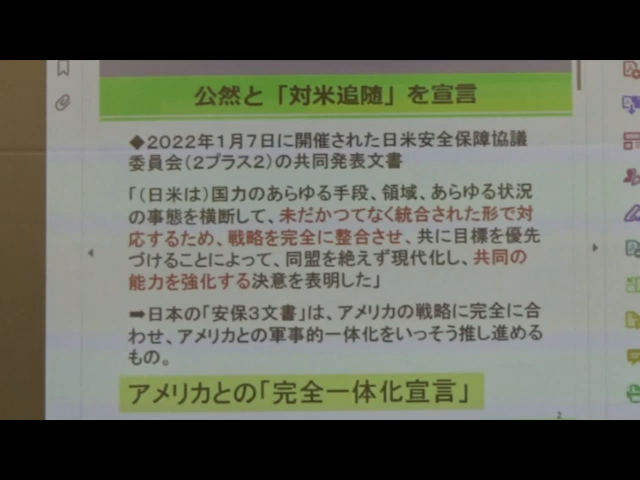 公然と「対米追随」を宣言
◆2022年1月7日に開催された日米安全保障協議
委員会(2プラス2)の共同発表文書
「(日米は)国力のあらゆる手段、領域、あらゆる状況
の事態を横断して、未だかつてなく統合された形で対
応するため、戦略を完全に整合させ、共に目標を優先
づけることによって、同盟を絶えず現代化し、共同の
能力を強化する決意を表明した」
➡日本の「安保3文書」は、アメリカの戦略に完全に合
わせ、アメリカとの軍事的一体化をいっそう推し進める
もの。
アメリカとの「完全一体化宣言」
2